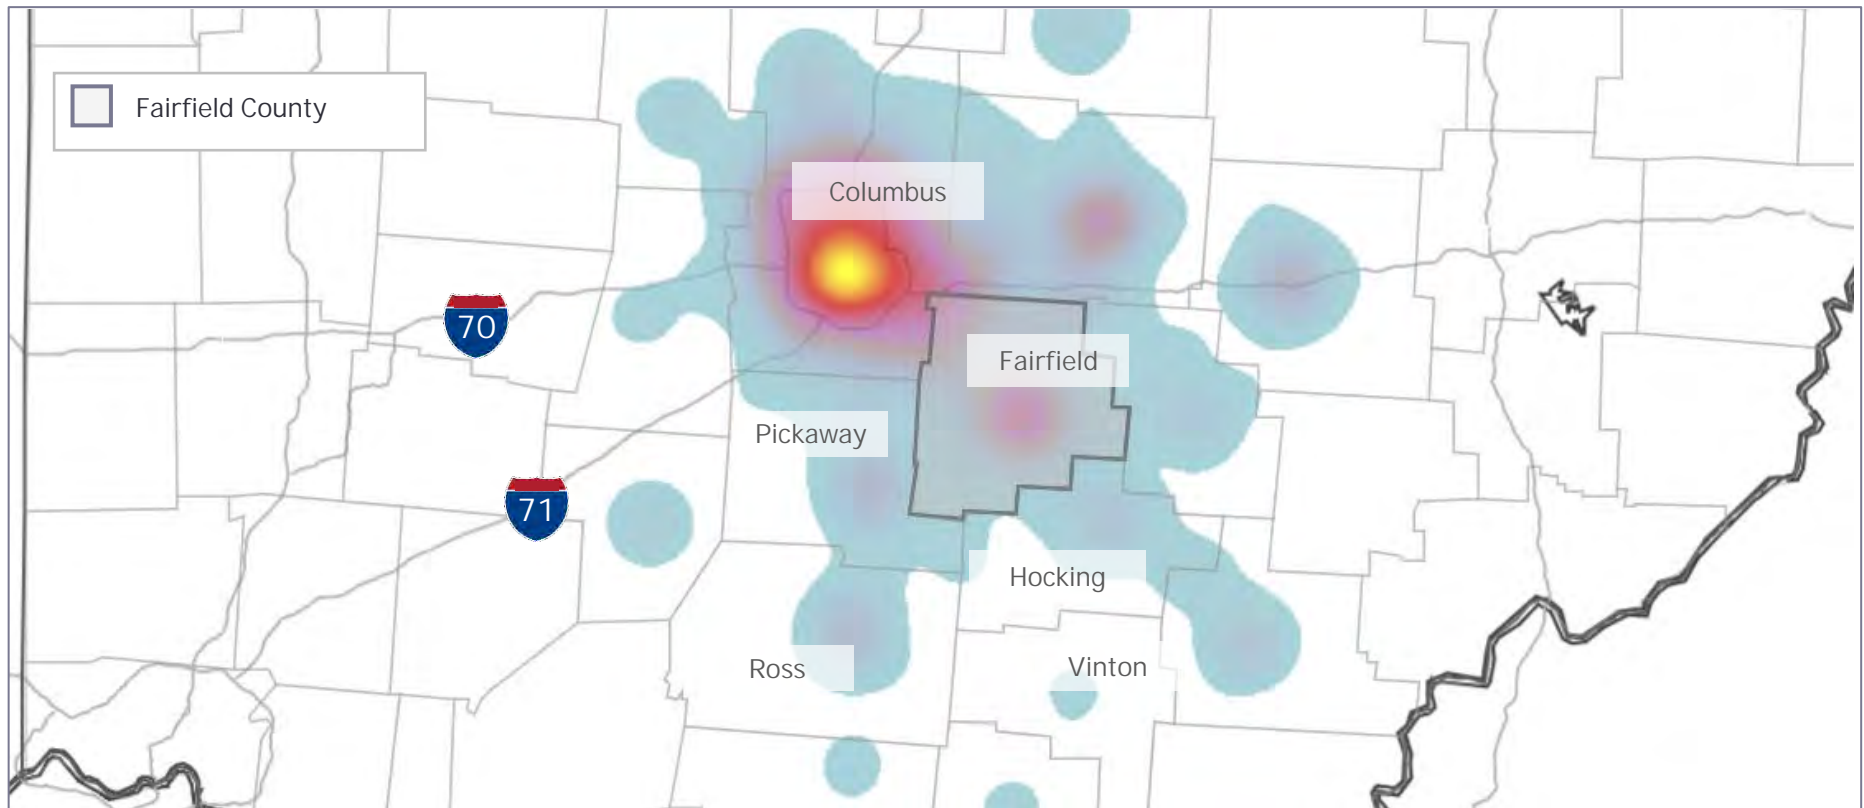 Fairfield County
Columbus
70
Fairfield
Pickaway
71
Hocking
Ross
Vinton